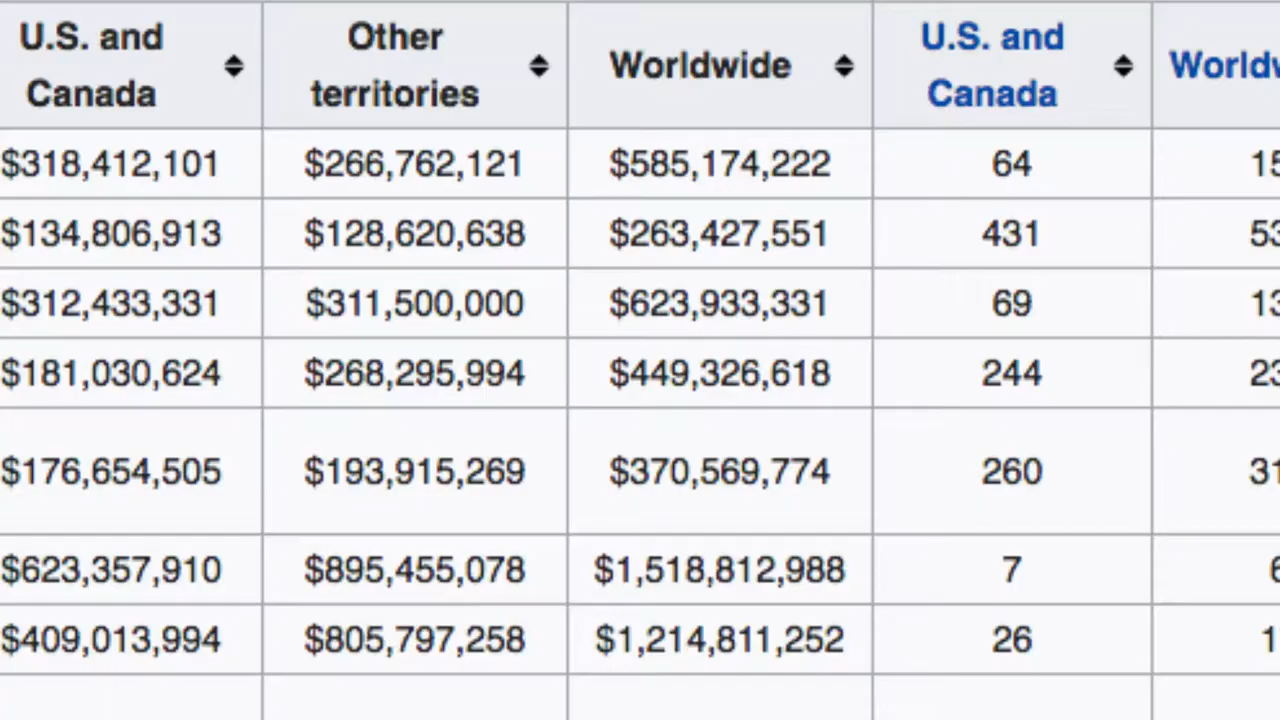 U.S. and Canada Other territories Worldwide U.S. and Canada
$318,412,101 $266,762,121 $585,174,222 64
$134,806,913 $128,620,638 $263,427,551 431
$312,433,331 $311,500,000 $623,933,331 69
$181,030,624 $268,295,994 $449,326,618 244
$176,654,505 $193,915,269 $370,569,774 260
$623,357,910 $895,455,078 $1,518,812,988 7
$409,013,994 $805,797,258 $1,214,811,252 26